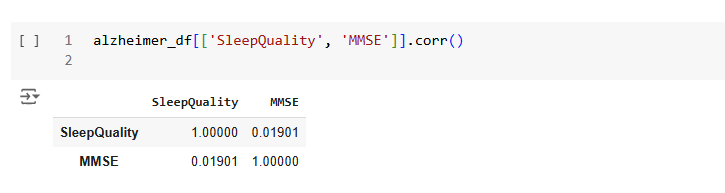 [ ] 1 alzheimer_df[['SleepQuality', 'MMSE']].corr()
2
SleepQuality MMSE
SleepQuality 1.00000 0.01901
MMSE 0.01901 1.00000